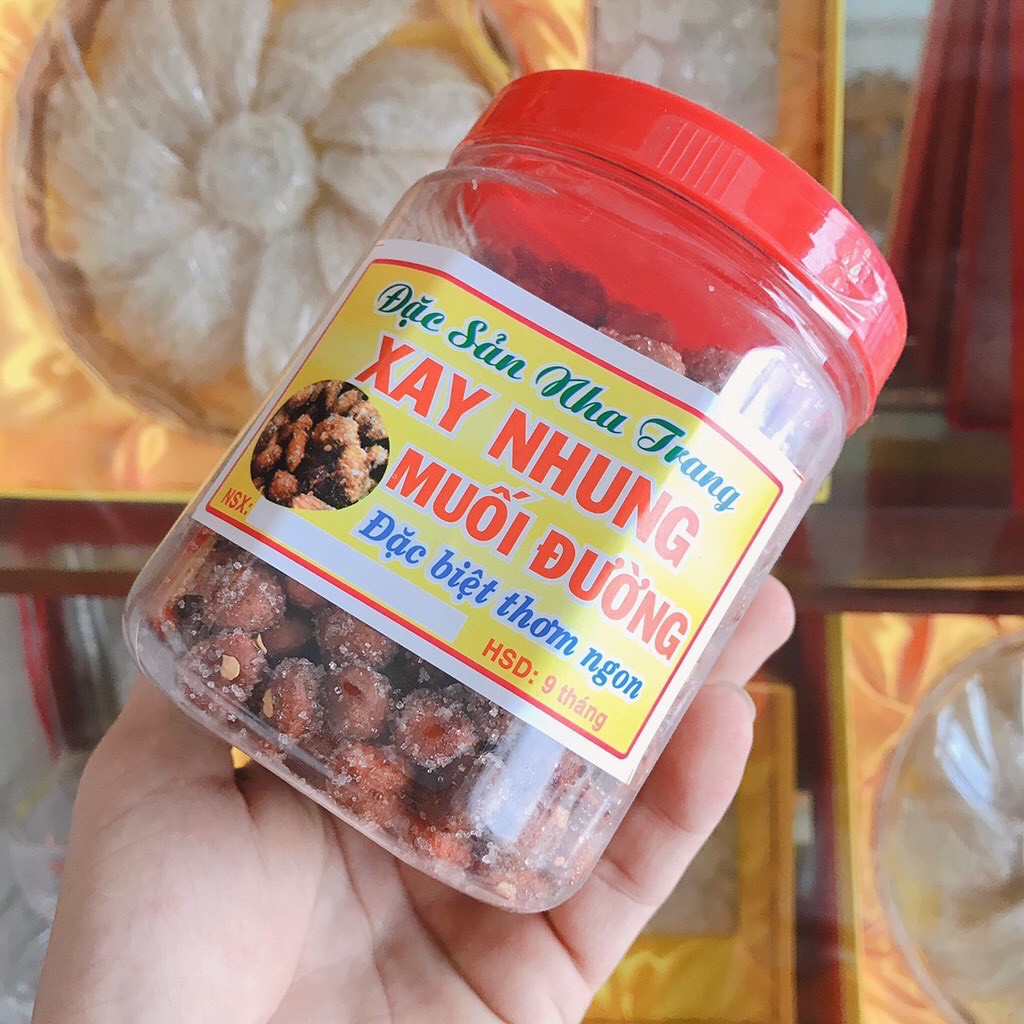 Đặc Sản Nha Trang
XAY NHUNG
MUỐI ĐƯỜNG
Đặc biệt thơm ngon
NSX:
HSD: 9 tháng